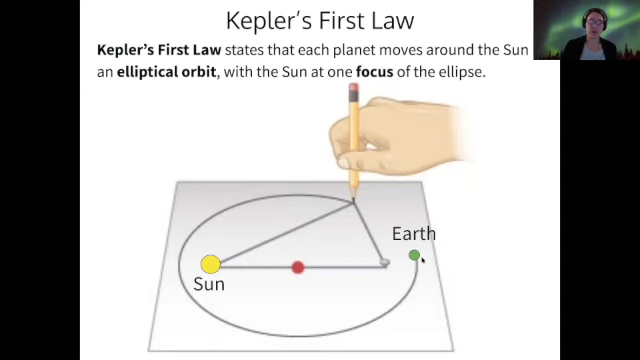 Kepler's First Law
Kepler's First Law states that each planet moves around the Sun
an elliptical orbit, with the Sun at one focus of the ellipse.
Earth
Sun